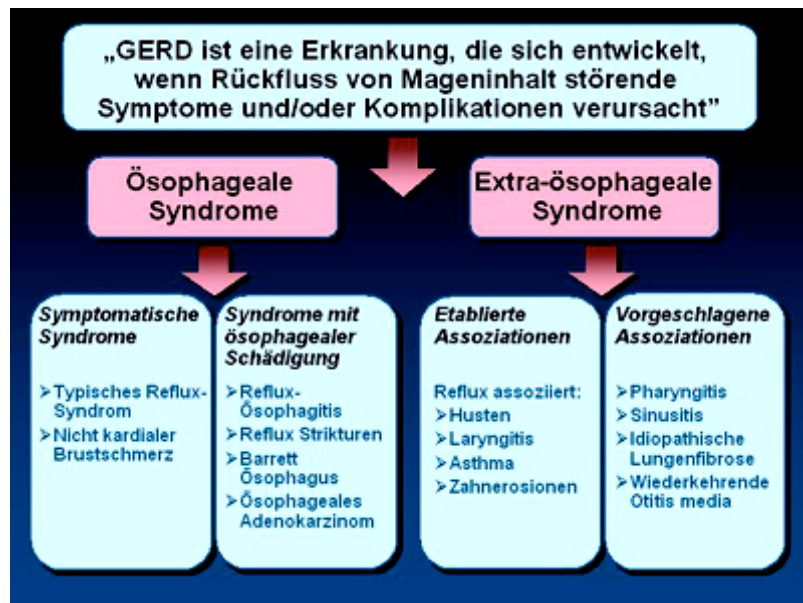 „GERD ist eine Erkrankung, die sich entwickelt,
wenn Rückfluss von Mageninhalt störende
Symptome und/oder Komplikationen verursacht”
Ösophageale
Syndrome
Extra-ösophageale
Syndrome
Symptomatische
Syndrome
➢Typisches Reflux-
Syndrom
➢Nicht kardialer
Brustschmerz
Syndrome mit
ösophagealer
Schädigung
➢Reflux-
Ösophagitis
➢Reflux Strikturen
➢Barrett
Ösophagus
➢Ösophageales
Adenokarzinom
Etablierte
Assoziationen
Reflux assoziiert:
➢Husten
➢Laryngitis
➢Asthma
➢Zahnerosionen
Vorgeschlagene
Assoziationen
➢Pharyngitis
➢Sinusitis
➢Idiopathische
Lungenfibrose
➢Wiederkehrende
Otitis media